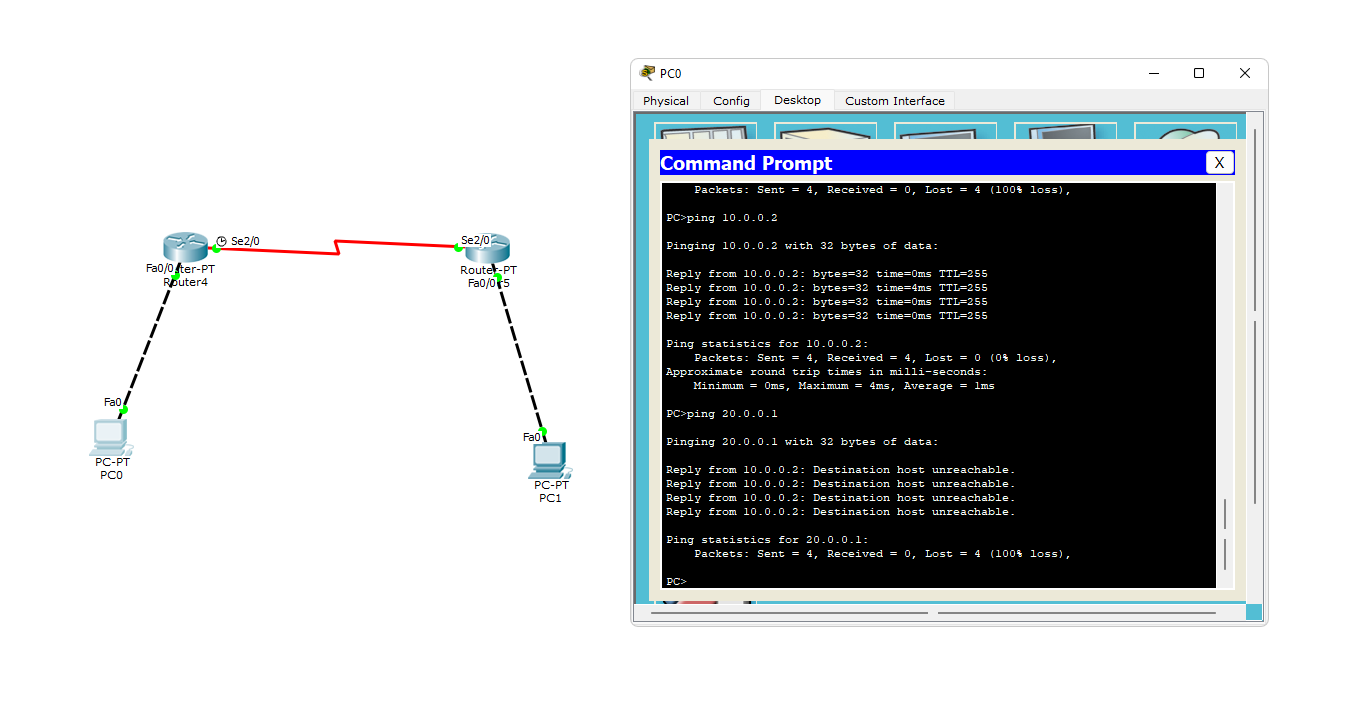 Se2/0
Fa0/0
Router4
Se2/0
Router-PT
Fa0/0
Fa0
PC-PT
PC0
Fa0
PC-PT
PC1
PC0
Physical Config Desktop Custom Interface
Command Prompt X
Packets: Sent = 4, Received = 0, Lost = 4 (100% loss),
PC>ping 10.0.0.2
Pinging 10.0.0.2 with 32 bytes of data:
Reply from 10.0.0.2: bytes=32 time=0ms TTL=255
Reply from 10.0.0.2: bytes=32 time=4ms TTL=255
Reply from 10.0.0.2: bytes=32 time=0ms TTL=255
Reply from 10.0.0.2: bytes=32 time=0ms TTL=255
Ping statistics for 10.0.0.2:
Packets: Sent = 4, Received = 4, Lost = 0 (0% loss),
Approximate round trip times in milli-seconds:
Minimum = 0ms, Maximum = 4ms, Average = 1ms
PC>ping 20.0.0.1
Pinging 20.0.0.1 with 32 bytes of data:
Reply from 10.0.0.2: Destination host unreachable.
Reply from 10.0.0.2: Destination host unreachable.
Reply from 10.0.0.2: Destination host unreachable.
Reply from 10.0.0.2: Destination host unreachable.
Ping statistics for 20.0.0.1:
Packets: Sent = 4, Received = 0, Lost = 4 (100% loss),
PC>